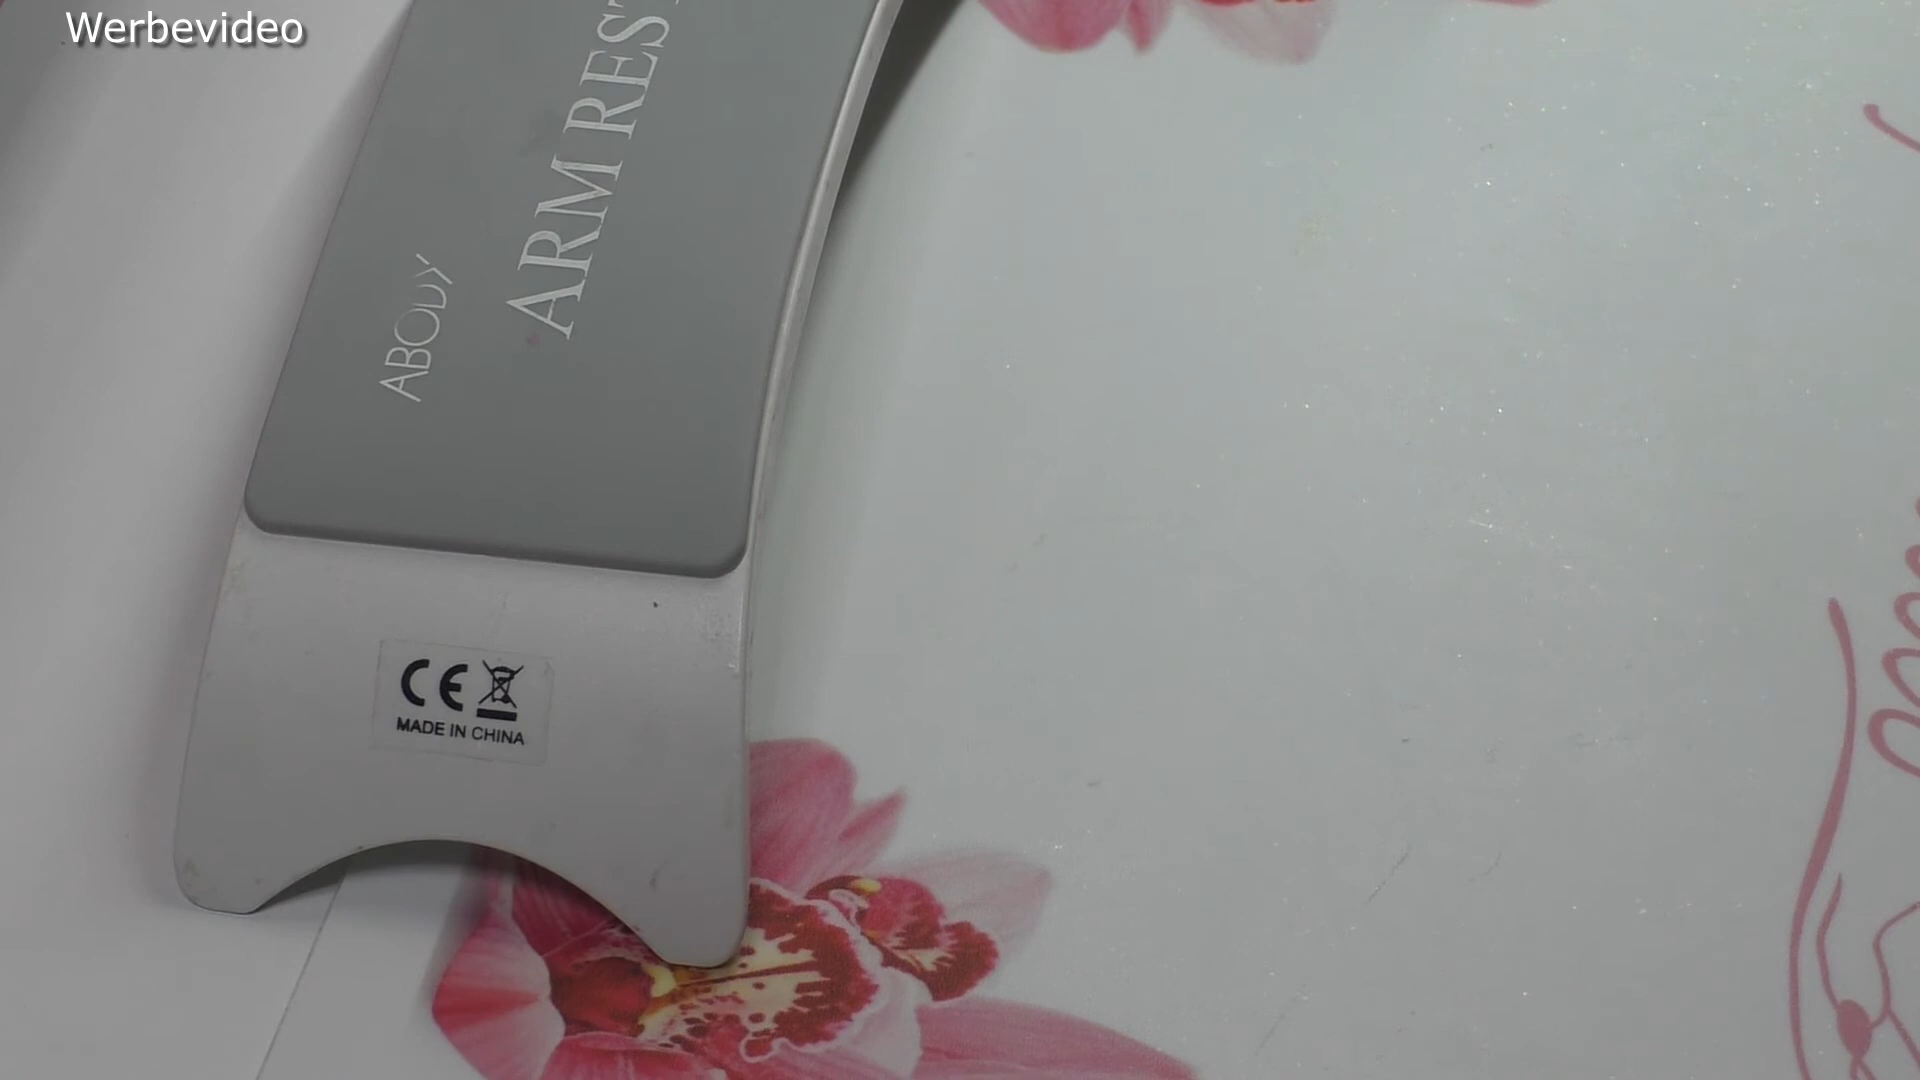 Werbevideo
ARM REST
ABODY
CE
MADE IN CHINA